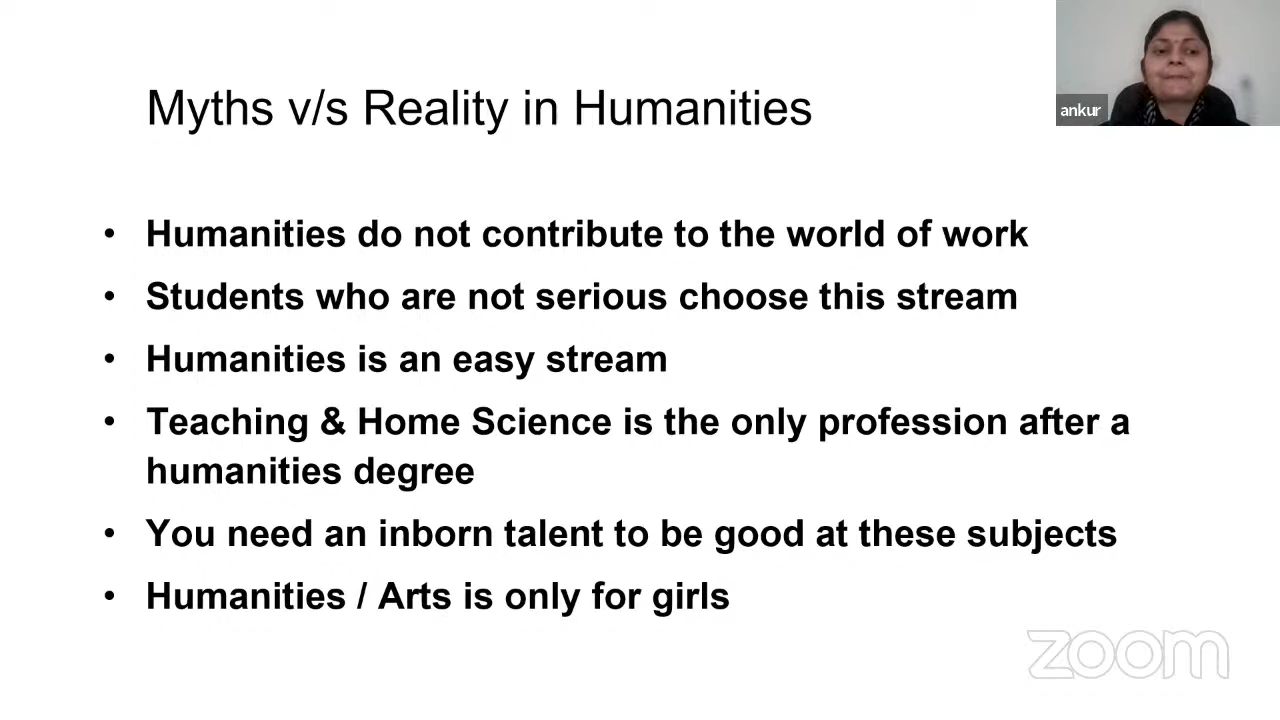 Myths v/s Reality in Humanities
ankur
• Humanities do not contribute to the world of work
• Students who are not serious choose this stream
• Humanities is an easy stream
• Teaching & Home Science is the only profession after a
humanities degree
• You need an inborn talent to be good at these subjects
• Humanities / Arts is only for girls
zoom